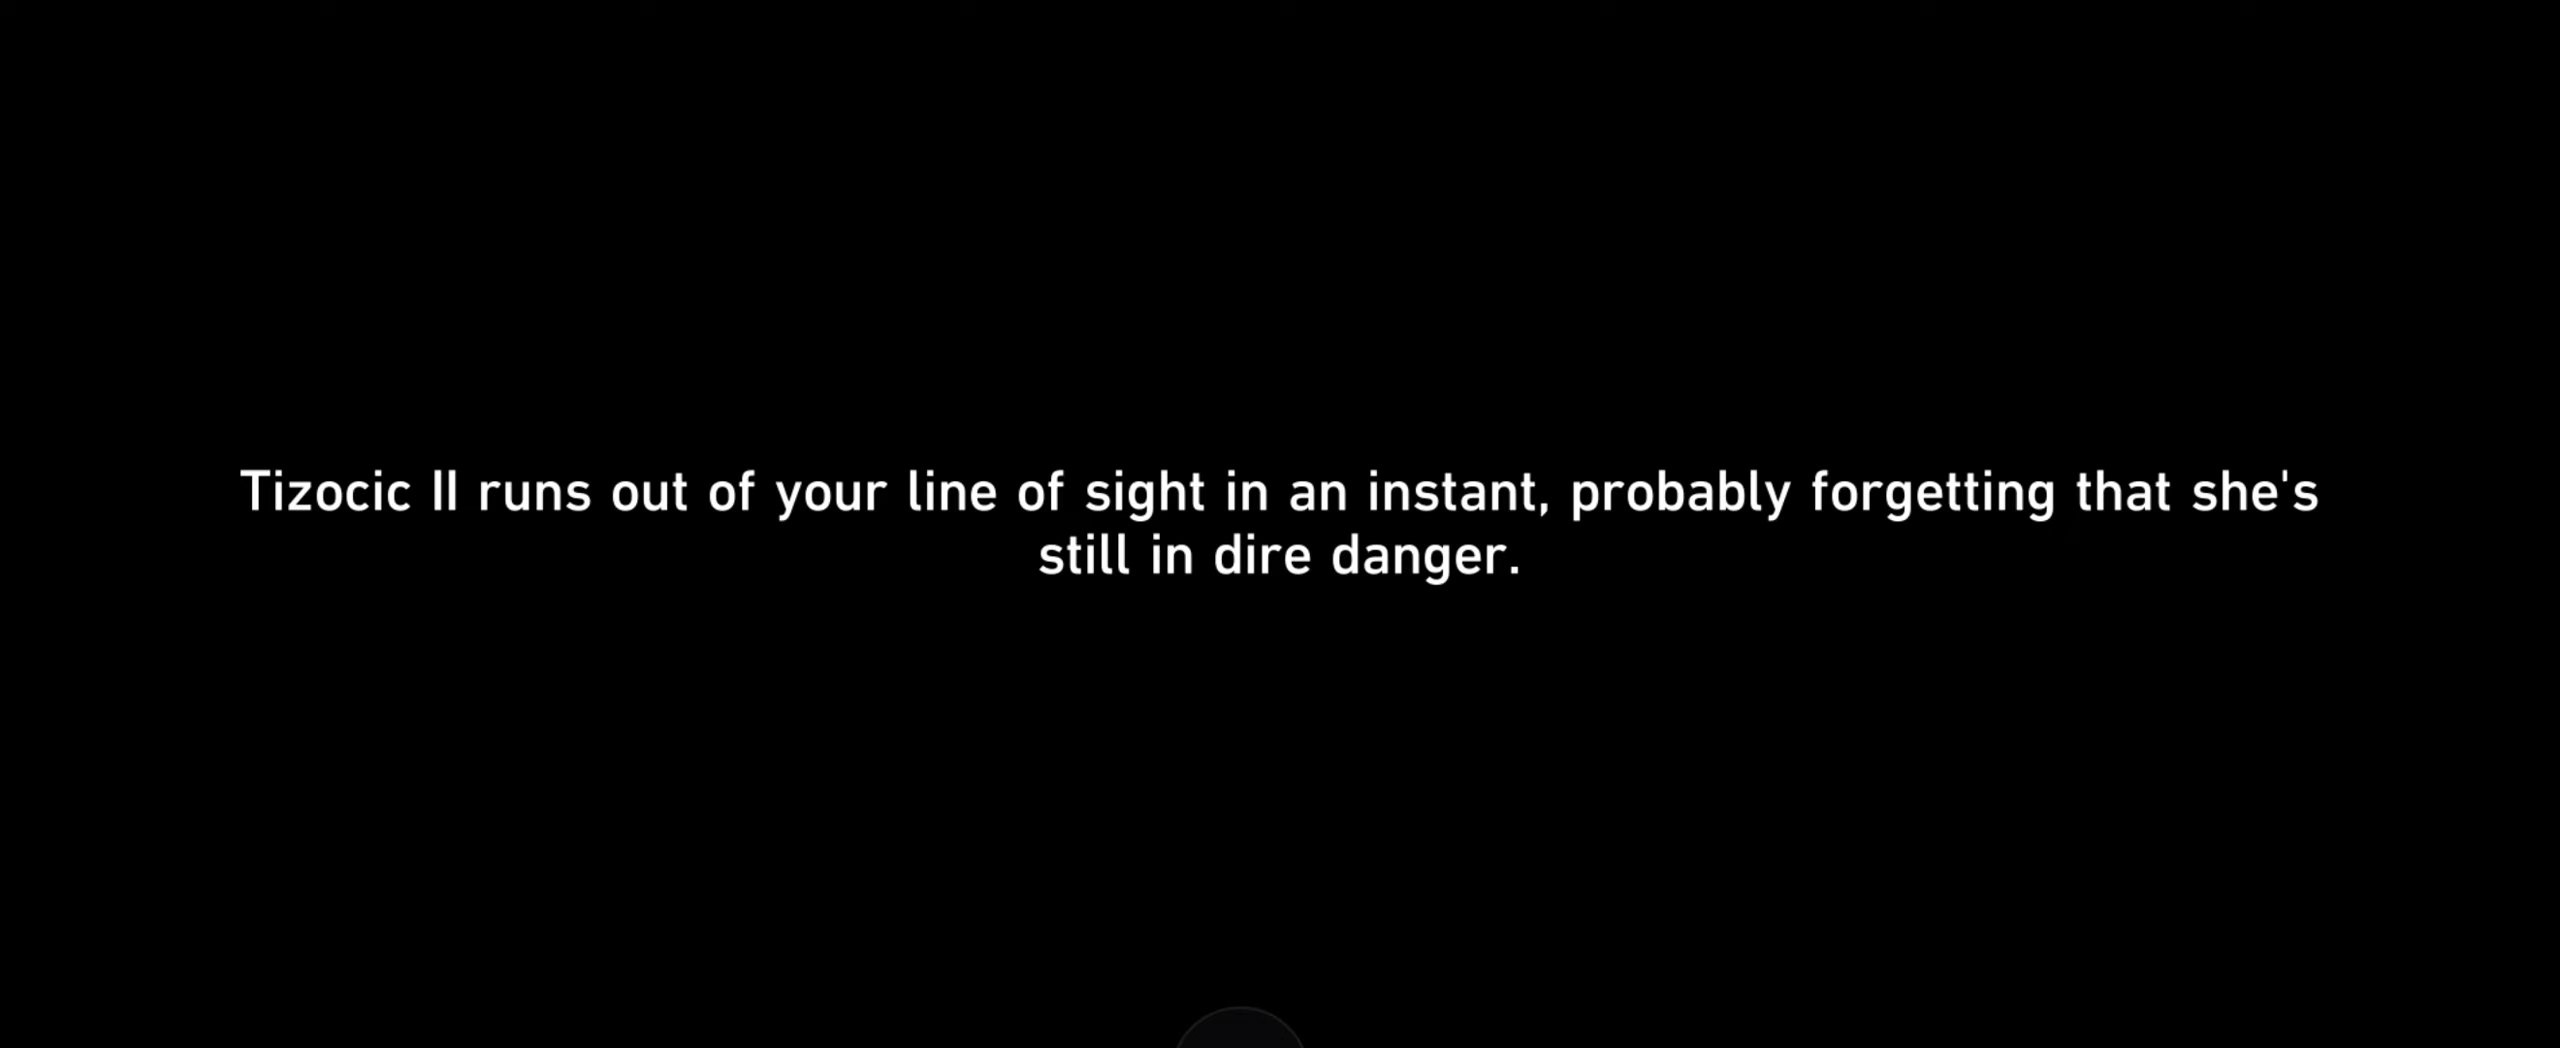 Tizocic II runs out of your line of sight in an instant, probably forgetting that she's
still in dire danger.